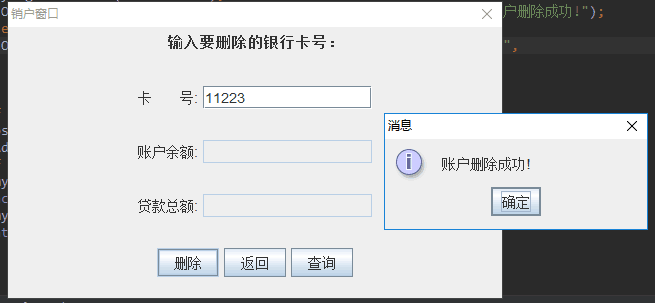 销户窗口
户删除成功!");
",
输入要删除的银行卡号：
卡 号: 11223
消息
账户删除成功!
确定
账户余额:
贷款总额:
删除 返回 查询